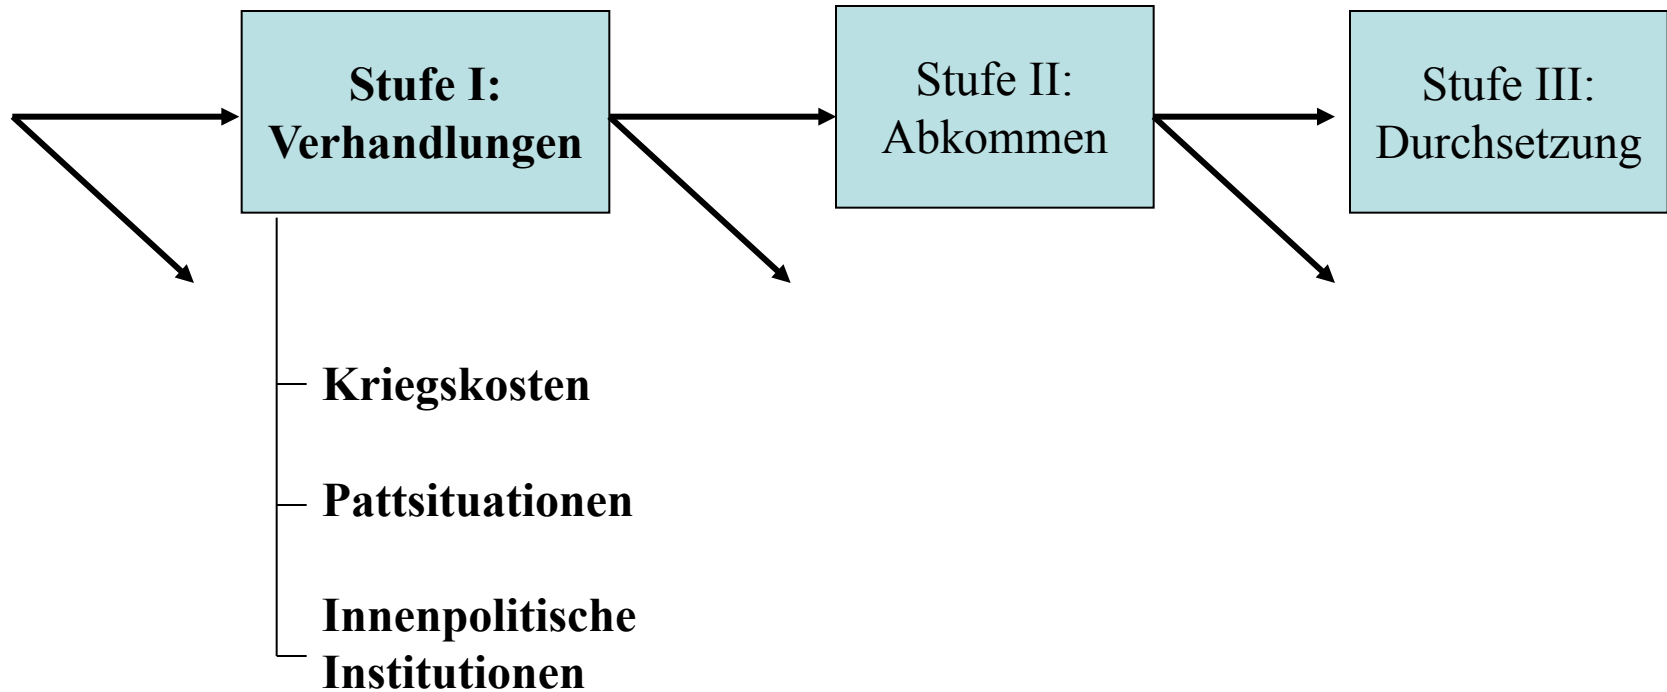 Stufe I:
Verhandlungen
Stufe II:
Abkommen
Stufe III:
Durchsetzung
Kriegskosten
Pattsituationen
Innenpolitische
Institutionen